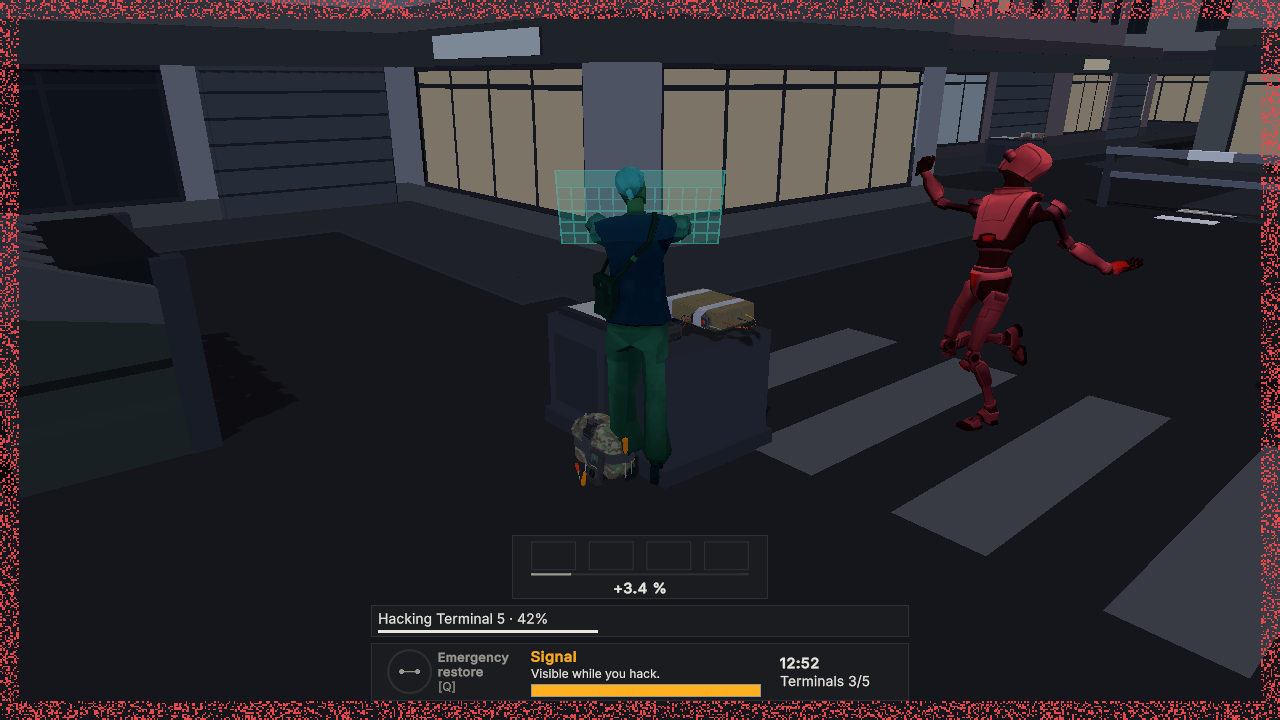 +3.4 %
Hacking Terminal 5 · 42%
Emergency
restore
[Q]
Signal
Visible while you hack.
12:52
Terminals 3/5